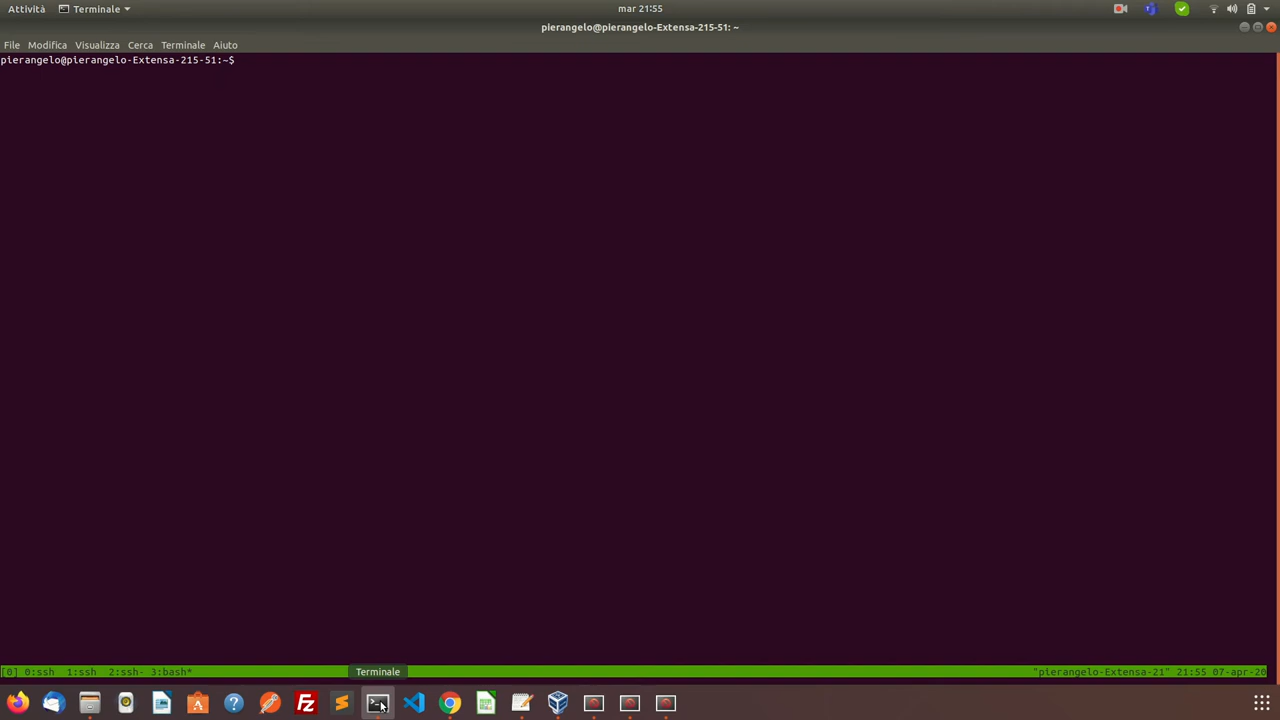 Attività Terminale mar 21:55
pierangelo@pierangelo-Extensa-215-51: ~
File Modifica Visualizza Cerca Terminale Aiuto
pierangelo@pierangelo-Extensa-215-51:~$
Terminale
[0] 0:ssh 1:ssh 2:ssh- 3:bash* "pierangelo-Extensa-21" 21:55 07-apr-20
Fz